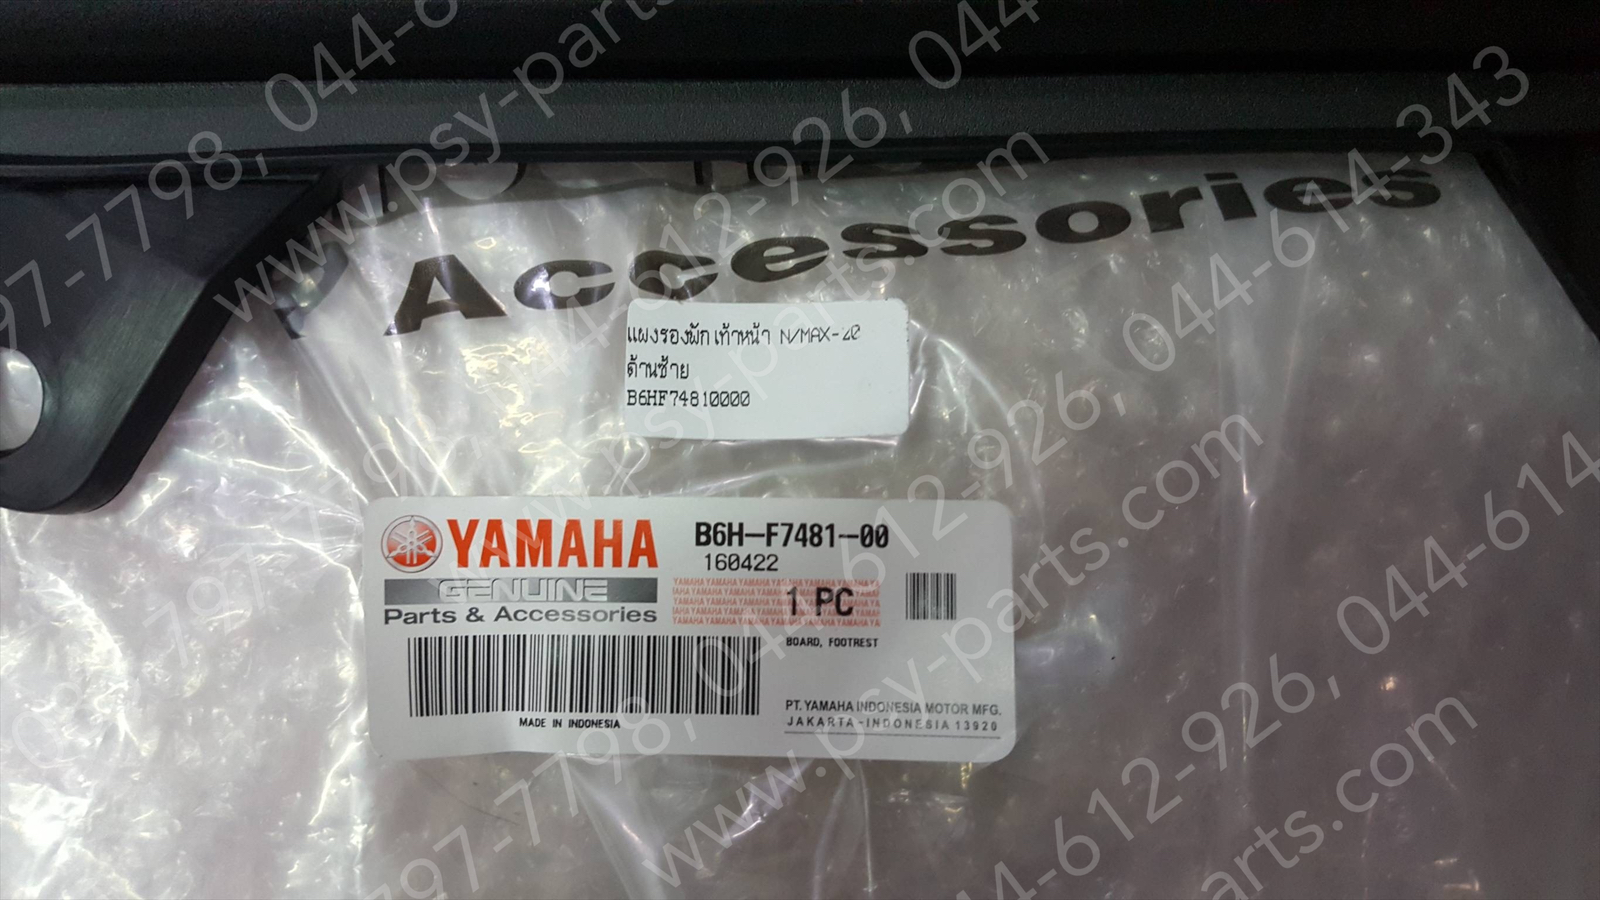 Accessories
แผงรองพักเท้าหน้า N/MAX-20
ด้านซ้าย
B6HF74810000
YAMAHA
GENUINE
Parts & Accessories
B6H-F7481-00
160422
1 PC
BOARD, FOOTREST
MADE IN INDONESIA
PT. YAMAHA INDONESIA MOTOR MFG.
JAKARTA-INDONESIA 13920
www.psy-parts.com
044-612-926, 044-614-343